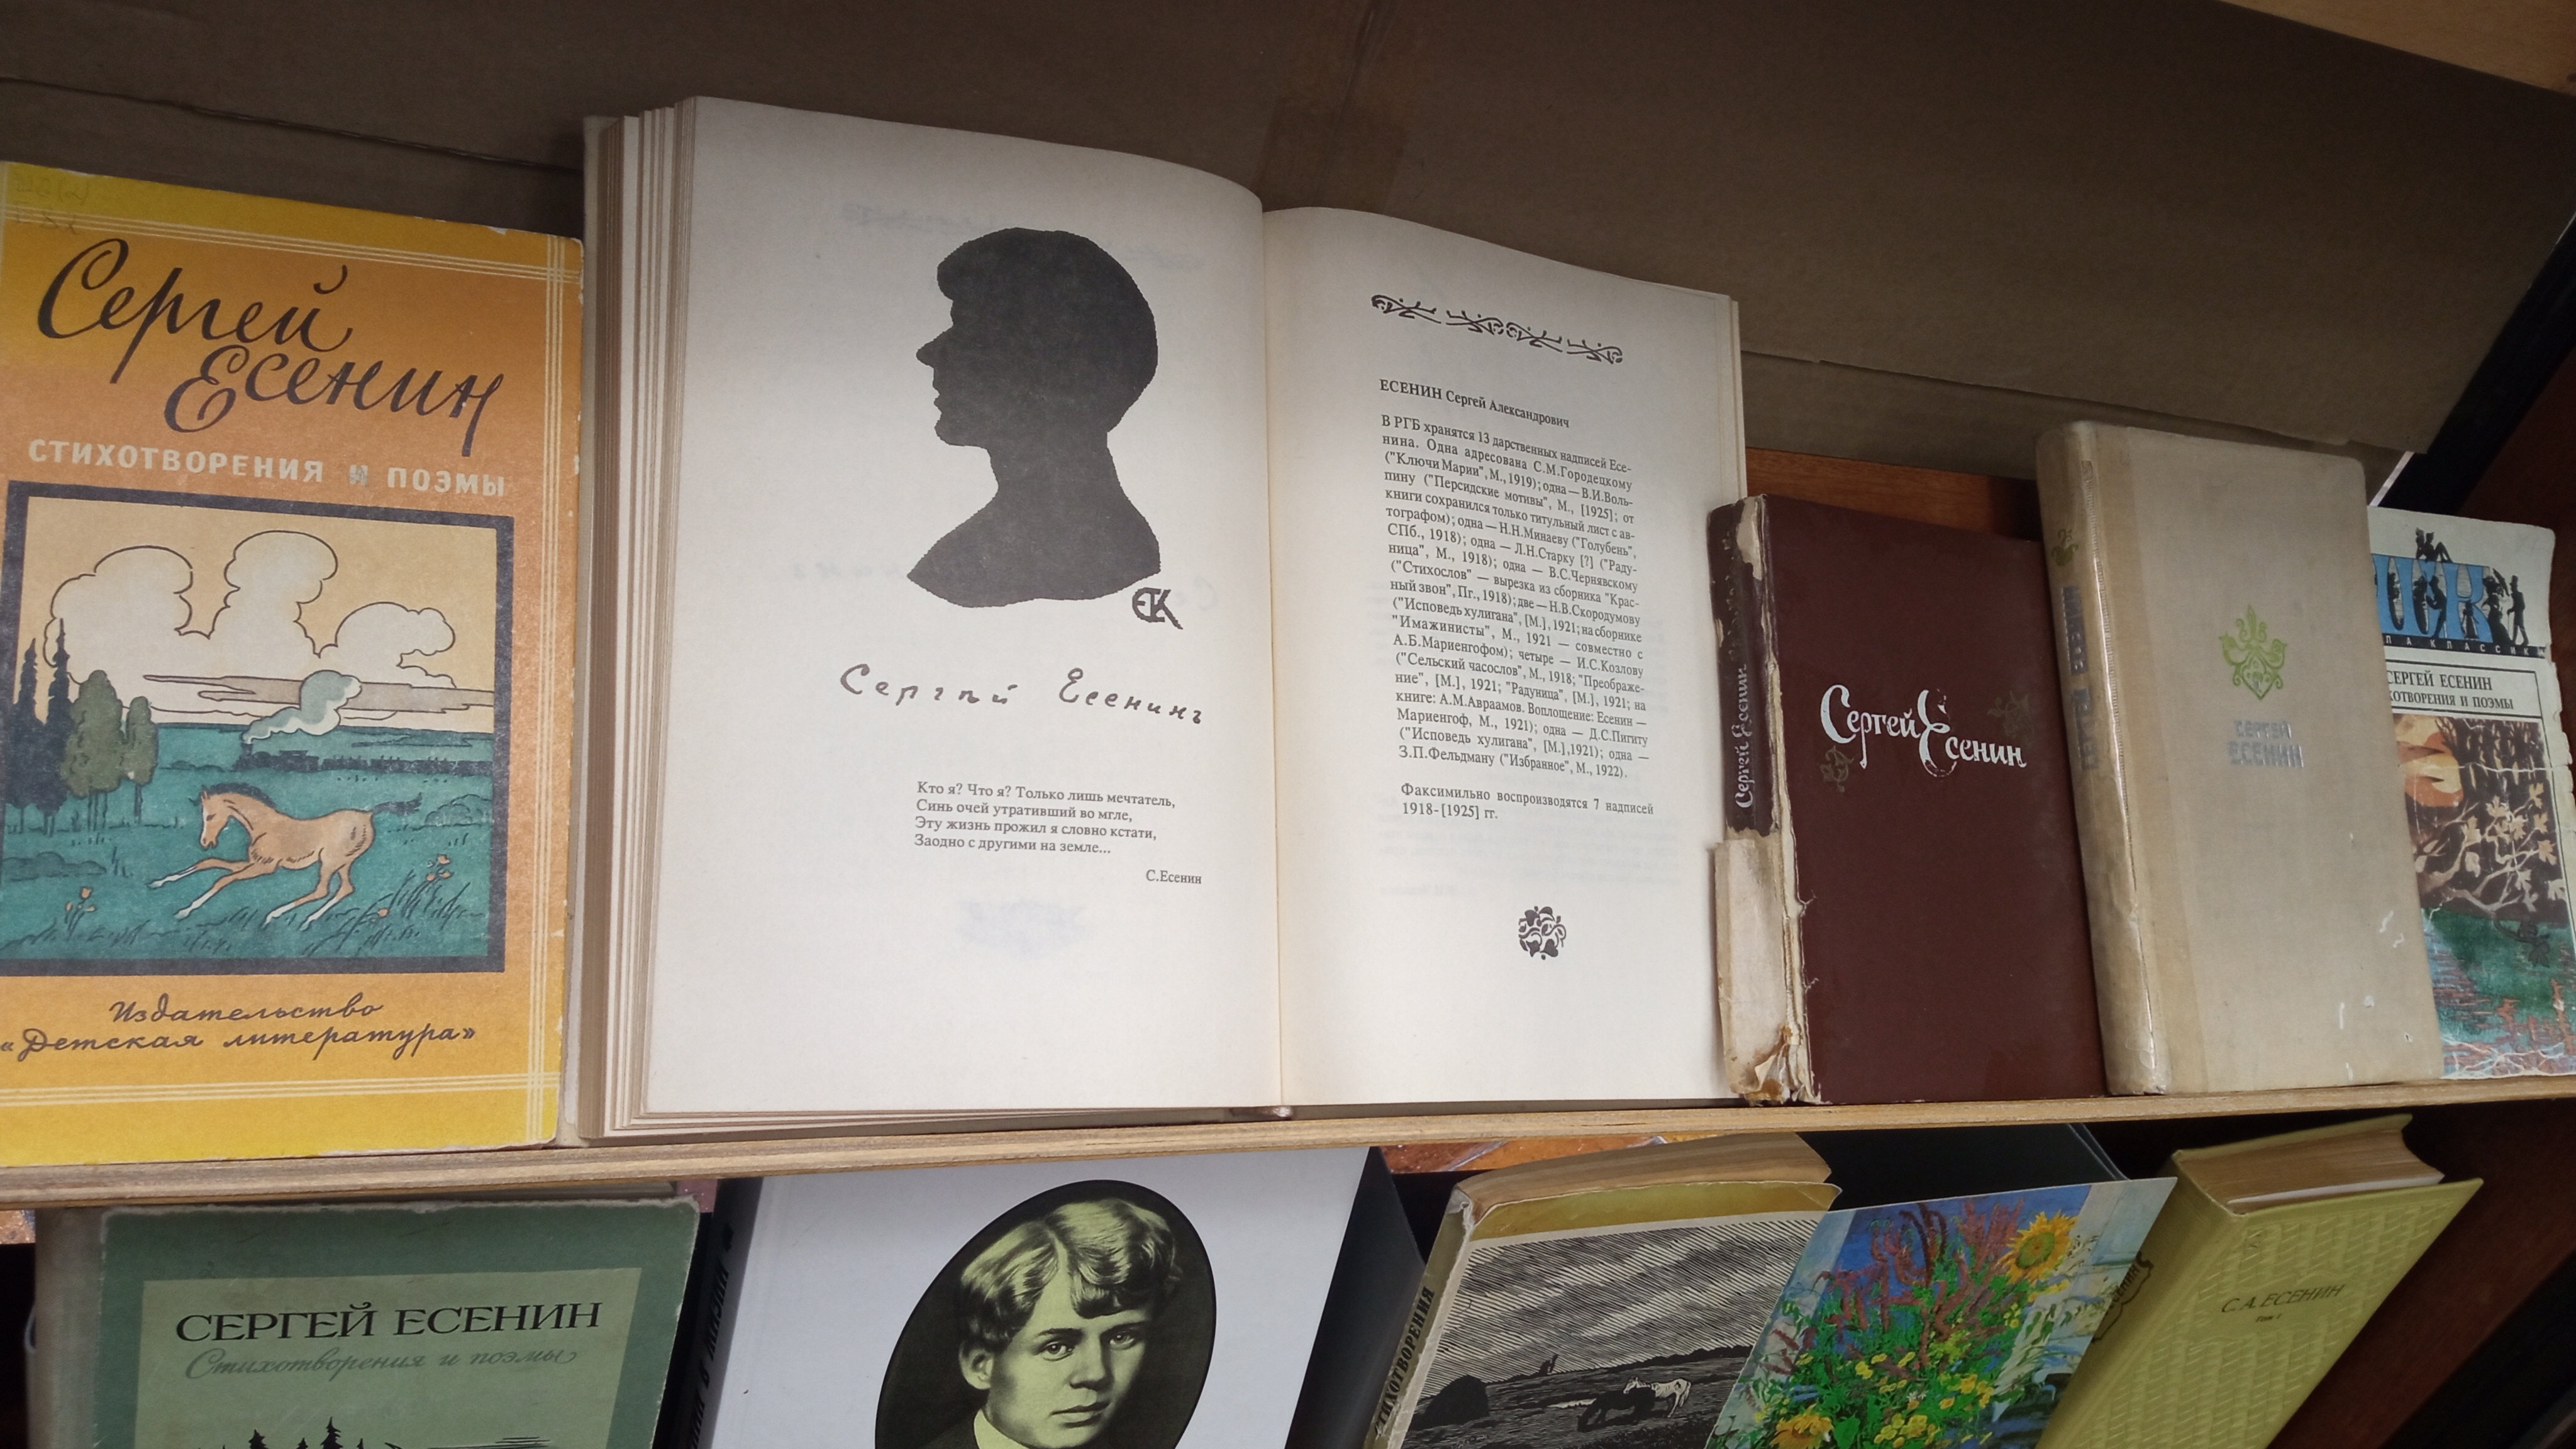 Сергей
Есенин
СТИХОТВОРЕНИЯ И ПОЭМЫ
Издательство
«Детская литература»
ЕК
Сергѣй Есенинъ
Кто я? Что я? Только лишь мечтатель,
Синь очей утративший во мгле,
Эту жизнь прожил я словно кстати,
Заодно с другими на земле...
С.Есенин
ЕСЕНИН Сергей Александрович
В РГБ хранятся 13 дарственных надписей Есе-
нина. Одна адресована С.М.Городецкому
("Ключи Марии", М., 1919); одна — В.И.Воль-
пину ("Персидские мотивы", М., [1925]; от
книги сохранился только титульный лист с ав-
тографом); одна — Н.Н.Минаеву ("Голубень",
СПб., 1918); одна — Л.Н.Старку [?] ("Раду-
ница", М., 1918); одна — В.С.Чернявскому
("Стихослов" — вырезка из сборника "Крас-
ный звон", Пг., 1918); две — Н.В.Скородумову
("Исповедь хулигана", [М.], 1921; на сборнике
"Имажинисты", М., 1921 — совместно с
А.Б.Мариенгофом); четыре — И.С.Козлову
("Сельский часослов", М., 1918; "Преображе-
ние", [М.], 1921; "Радуница", [М.], 1921; на
книге: А.М.Авраамов. Воплощение: Есенин —
Мариенгоф, М., 1921); одна — Д.С.Пигиту
("Исповедь хулигана", [М.],1921); одна —
З.П.Фельдману ("Избранное", М., 1922).
Факсимильно воспроизводятся 7 надписей
1918- [1925] гг.
Сергей Есенин
Сергей Есенин
СЕРГЕЙ
ЕСЕНИН
СЕРГЕЙ ЕСЕНИН
И ПОЭМЫ
СЕРГЕЙ ЕСЕНИН
Стихотворения и поэмы
С.А.ЕСЕНИН
Том